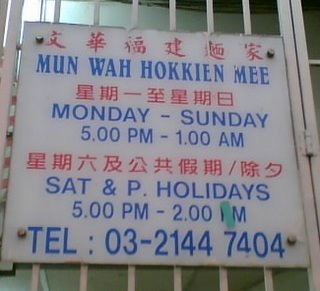 文華福建麵家
MUN WAH HOKKIEN MEE
星期一至星期日
MONDAY - SUNDAY
5.00 PM - 1.00 AM
星期六及公共假期/除夕
SAT & P. HOLIDAYS
5.00 PM - 2.00 M
TEL : 03-2144 7404